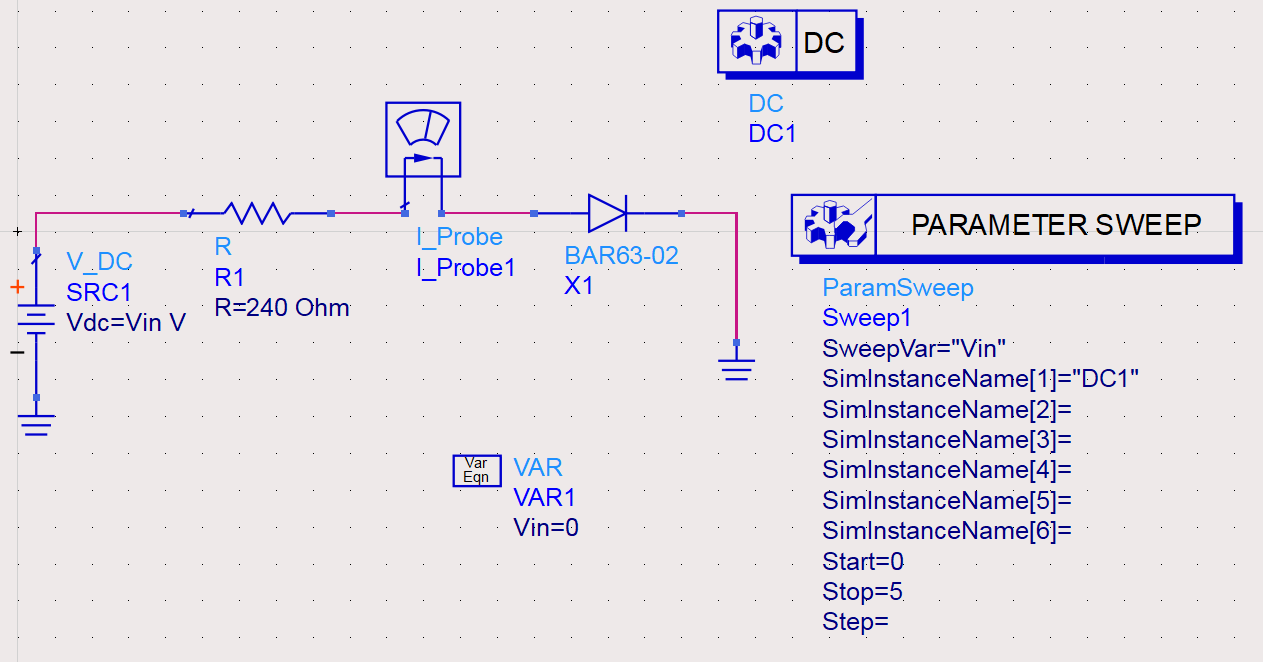 DC
DC
DC1
I_Probe
I_Probe1
PARAMETER SWEEP
V_DC
SRC1
Vdc=Vin V
R
R1
R=240 Ohm
BAR63-02
X1
ParamSweep
Sweep1
SweepVar="Vin"
SimInstanceName[1]="DC1"
SimInstanceName[2]=
SimInstanceName[3]=
SimInstanceName[4]=
SimInstanceName[5]=
SimInstanceName[6]=
Start=0
Stop=5
Step=
Var
Eqn
VAR
VAR1
Vin=0